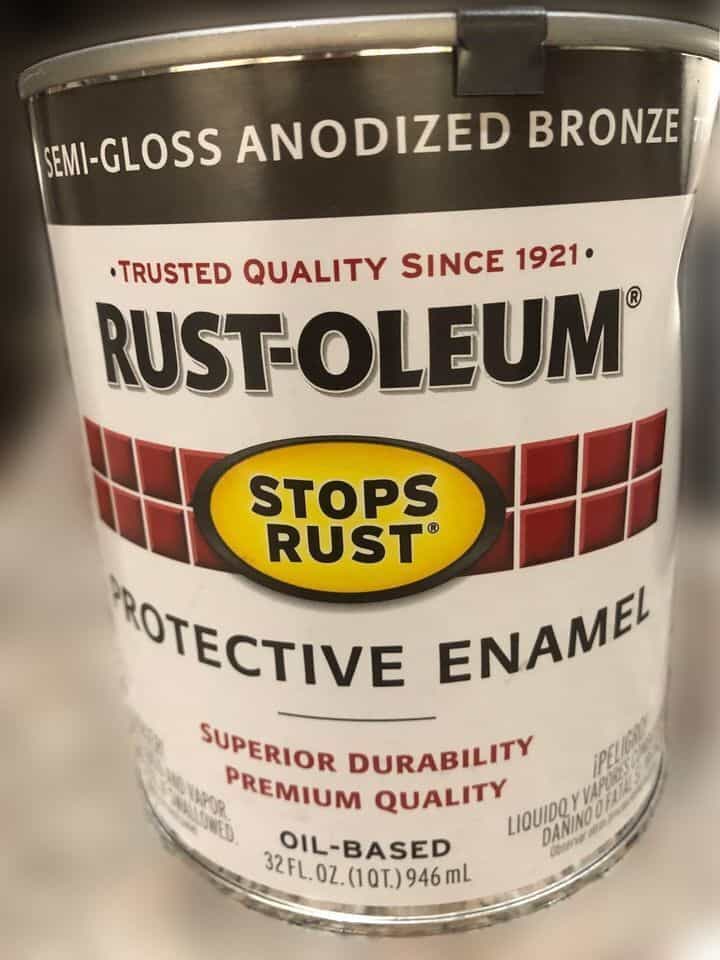 SEMI-GLOSS ANODIZED BRONZE
•TRUSTED QUALITY SINCE 1921•
RUST-OLEUM®
STOPS
RUST®
PROTECTIVE ENAMEL
SUPERIOR DURABILITY
PREMIUM QUALITY
OIL-BASED
32 FL. OZ. (1 QT.) 946 mL
AND VAPOR.
SWALLOWED.
¡PELIGRO!
LIQUIDO Y VAPORES
DAÑINO O FATAL